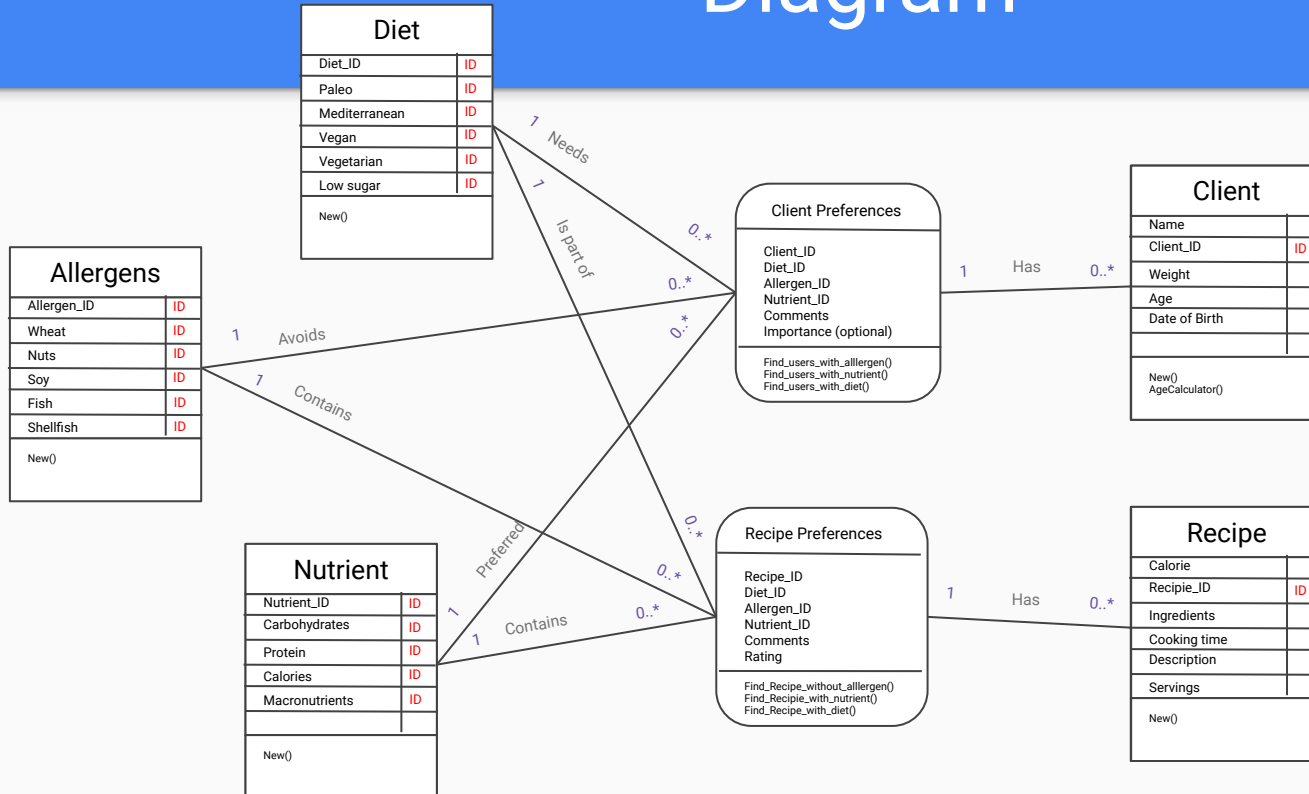 Diagram
Diet
Diet_ID ID
Paleo ID
Mediterranean ID
Vegan ID
Vegetarian ID
Low sugar ID
New()
Allergens
Allergen_ID ID
Wheat ID
Nuts ID
Soy ID
Fish ID
Shellfish ID
New()
Nutrient
Nutrient_ID ID
Carbohydrates ID
Protein ID
Calories ID
Macronutrients ID
New()
1 Needs 0..*
1 Is part of 0..*
1 Avoids 0..*
1 Contains 0..*
1 Preferred 0..*
1 Contains 0..*
Client Preferences
Client_ID
Diet_ID
Allergen_ID
Nutrient_ID
Comments
Importance (optional)
Find_users_with_alllergen()
Find_users_with_nutrient()
Find_users_with_diet()
1 Has 0..*
Client
Name
Client_ID ID
Weight
Age
Date of Birth
New()
AgeCalculator()
Recipe Preferences
Recipe_ID
Diet_ID
Allergen_ID
Nutrient_ID
Comments
Rating
Find_Recipe_without_alllergen()
Find_Recipie_with_nutrient()
Find_Recipe_with_diet()
1 Has 0..*
Recipe
Calorie
Recipie_ID ID
Ingredients
Cooking time
Description
Servings
New()